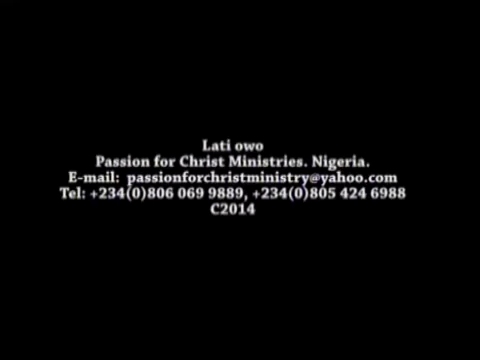 Lati owo
Passion for Christ Ministries. Nigeria.
E-mail:  passionforchristministry@yahoo.com
Tel: +234(0)806 069 9889, +234(0)805 424 6988
C2014